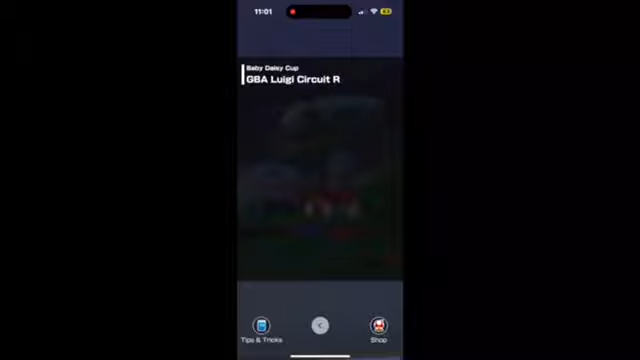 11:01
Baby Daisy Cup
GBA Luigi Circuit R
Tips & Tricks
Shop